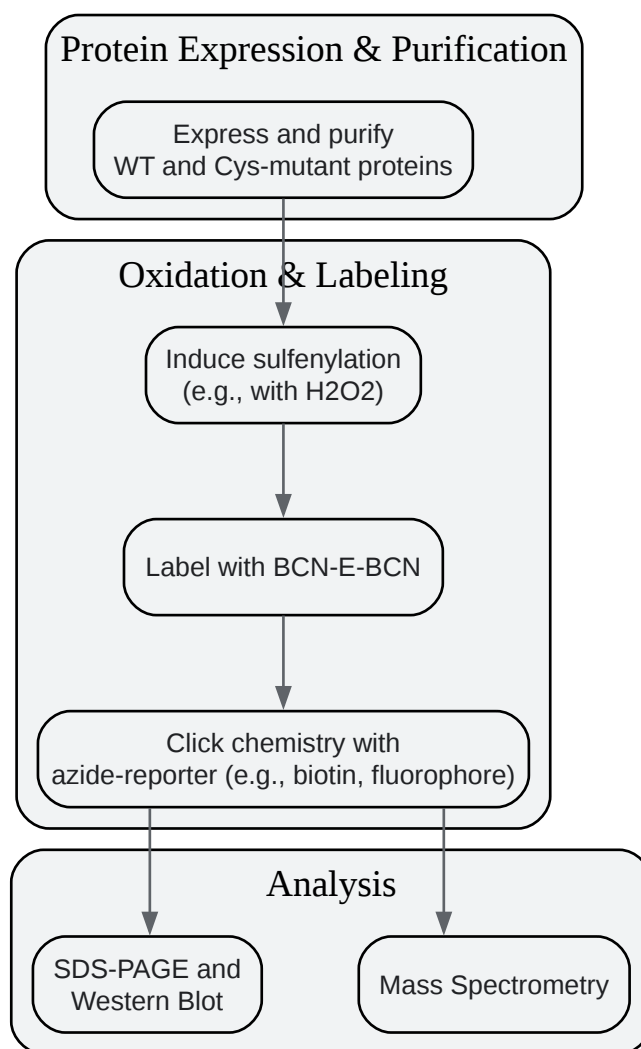 Protein Expression & Purification
Express and purify
WT and Cys-mutant proteins
Oxidation & Labeling
Induce sulfenylation
(e.g., with H2O2)
Label with BCN-E-BCN
Click chemistry with
azide-reporter (e.g., biotin, fluorophore)
Analysis
SDS-PAGE and
Western Blot
Mass Spectrometry